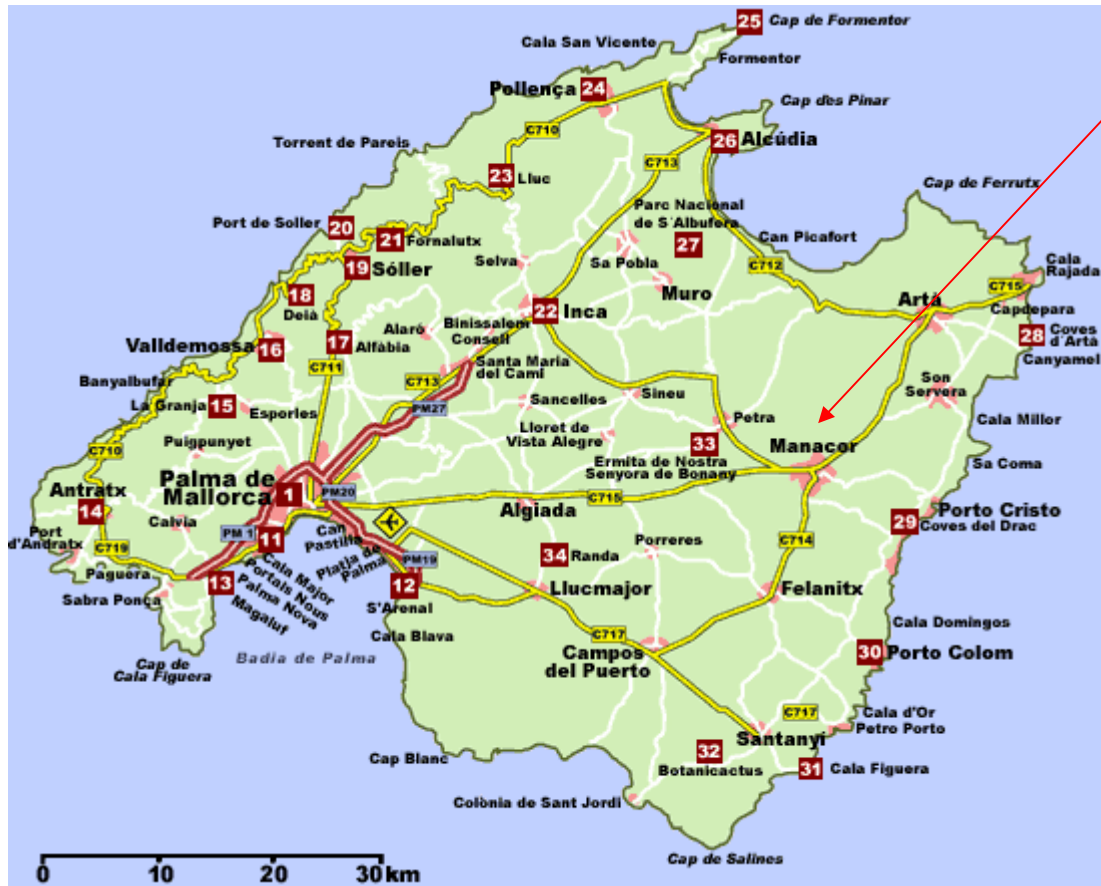 25
Cap de Formentor
Cala San Vicente
Formentor
Pollença
24
Cap des Pinar
C710
Torrent de Pareis
26
Alcúdia
C713
23
Lluc
Cap de Ferrutx
Parc Nacional
de S'Albufera
27
Port de Soller
20
21
Fornalutx
Can Picafort
Sa Pobla
Selva
19
Sóller
C712
Cala
Rajada
Muro
18
Deià
C715
Artà
Capdepara
22
Inca
Binissalem
Consell
Alaró
28
Coves
d'Artà
Canyamel
Valldemossa
16
17
Alfàbia
Santa Maria
del Cami
C711
C713
Banyalbufar
PM27
Son
Servera
La Granja
15
Esporles
Sancelles
Sineu
Petra
Cala Millor
Puigpunyet
Lloret de
Vista Alegre
33
Manacor
C710
Ermita de Nostra
Senyora de Bonany
Sa Coma
Palma de
Mallorca
1
PM20
Antratx
14
C715
Algiada
Porto Cristo
29
Coves del Drac
Calvia
PM 1
11
Can
Pastilla
Platja de
Palma
C714
Port
d'Andratx
C719
34
Randa
Porreres
PM19
Paguera
13
Cala Major
Portals Nous
Palma Nova
Magaluf
12
S'Arenal
Llucmajor
Felanitx
Sabra Ponça
Cala Blava
Cala Domingos
C717
Badia de Palma
Campos
del Puerto
30
Porto Colom
Cap de
Cala Figuera
C717
Cala d'Or
Petro Porto
Santanyí
32
Cap Blanc
Botanicactus
31
Cala Figuera
Colònia de Sant Jordi
Cap de Salines
0 10 20 30km